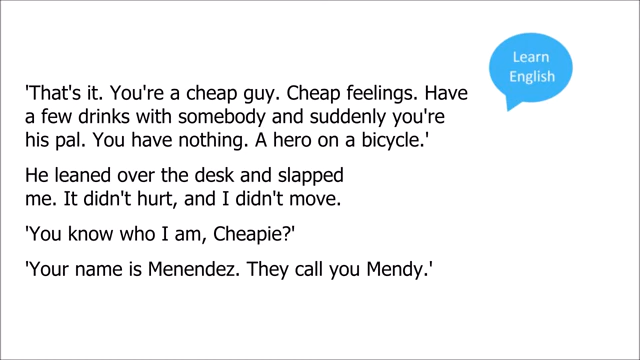 Learn
English
'That's it. You're a cheap guy. Cheap feelings. Have
a few drinks with somebody and suddenly you're
his pal. You have nothing. A hero on a bicycle.'
He leaned over the desk and slapped
me. It didn't hurt, and I didn't move.
'You know who I am, Cheapie?'
'Your name is Menendez. They call you Mendy.'